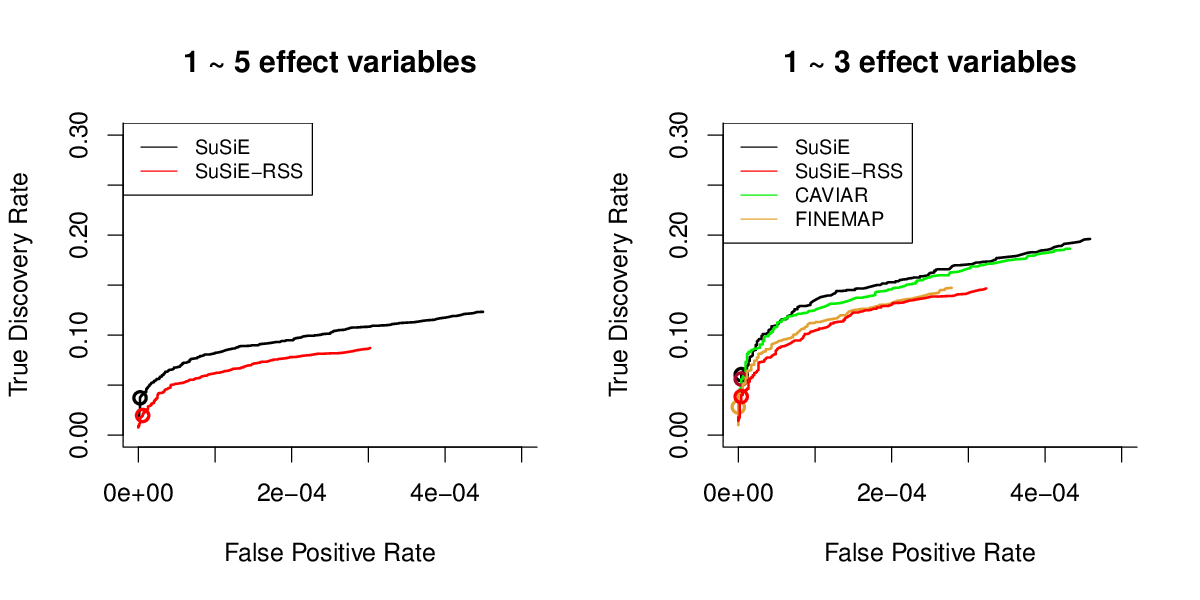 1 ~ 5 effect variables
SuSiE
SuSiE−RSS
True Discovery Rate
0.30
0.20
0.10
0.00
0e+00
2e−04
4e−04
False Positive Rate
1 ~ 3 effect variables
SuSiE
SuSiE−RSS
CAVIAR
FINEMAP
True Discovery Rate
0.30
0.20
0.10
0.00
0e+00
2e−04
4e−04
False Positive Rate